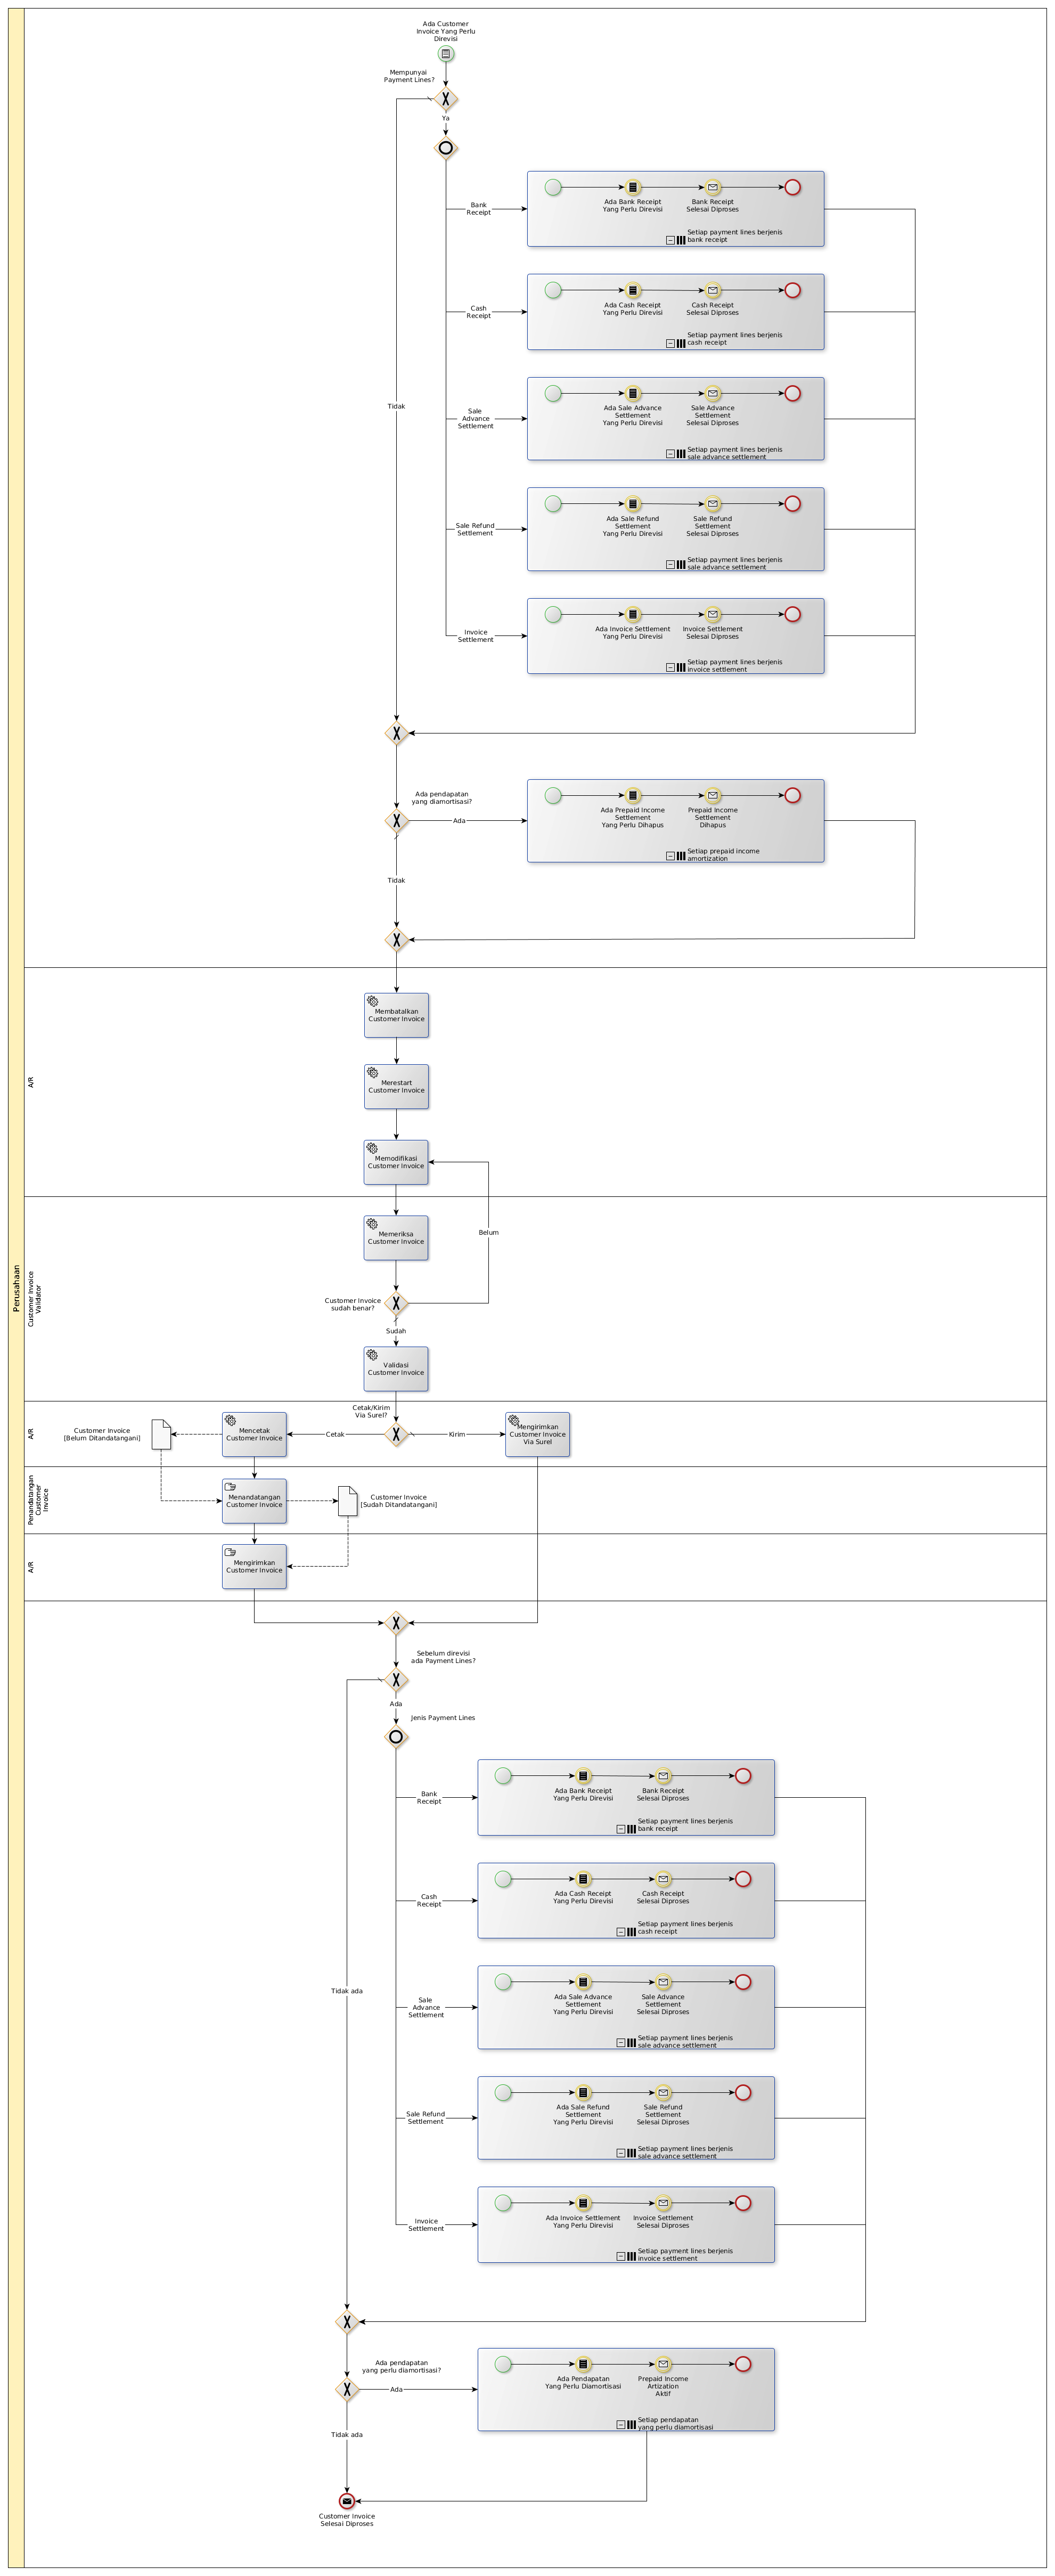 Ada Customer
Invoice Yang Perlu
Direvisi
Mempunyai
Payment Lines?
Ya
Bank
Receipt
Ada Bank Receipt
Yang Perlu Direvisi
Bank Receipt
Selesai Diproses
Setiap payment lines berjenis
bank receipt
Cash
Receipt
Ada Cash Receipt
Yang Perlu Direvisi
Cash Receipt
Selesai Diproses
Setiap payment lines berjenis
cash receipt
Tidak
Sale
Advance
Settlement
Ada Sale Advance
Settlement
Yang Perlu Direvisi
Sale Advance
Settlement
Selesai Diproses
Setiap payment lines berjenis
sale advance settlement
Sale Refund
Settlement
Ada Sale Refund
Settlement
Yang Perlu Direvisi
Sale Refund
Settlement
Selesai Diproses
Setiap payment lines berjenis
sale advance settlement
Invoice
Settlement
Ada Invoice Settlement
Yang Perlu Direvisi
Invoice Settlement
Selesai Diproses
Setiap payment lines berjenis
invoice settlement
Ada pendapatan
yang diamortisasi?
Ada
Ada Prepaid Income
Settlement
Yang Perlu Dihapus
Prepaid Income
Settlement
Dihapus
Setiap prepaid income
amortization
Tidak
Perusahaan
A/R
Membatalkan
Customer Invoice
Merestart
Customer Invoice
Memodifikasi
Customer Invoice
Customer Invoice
Validator
Memeriksa
Customer Invoice
Belum
Customer Invoice
sudah benar?
Sudah
Validasi
Customer Invoice
A/R
Cetak/Kirim
Via Surel?
Customer Invoice
[Belum Ditandatangani]
Mencetak
Customer Invoice
Cetak
Kirim
Mengirimkan
Customer Invoice
Via Surel
Penandatangan
Customer
Invoice
Menandatangan
Customer Invoice
Customer Invoice
[Sudah Ditandatangani]
A/R
Mengirimkan
Customer Invoice
Sebelum direvisi
ada Payment Lines?
Ada
Jenis Payment Lines
Bank
Receipt
Ada Bank Receipt
Yang Perlu Direvisi
Bank Receipt
Selesai Diproses
Setiap payment lines berjenis
bank receipt
Cash
Receipt
Ada Cash Receipt
Yang Perlu Direvisi
Cash Receipt
Selesai Diproses
Setiap payment lines berjenis
cash receipt
Tidak ada
Sale
Advance
Settlement
Ada Sale Advance
Settlement
Yang Perlu Direvisi
Sale Advance
Settlement
Selesai Diproses
Setiap payment lines berjenis
sale advance settlement
Sale Refund
Settlement
Ada Sale Refund
Settlement
Yang Perlu Direvisi
Sale Refund
Settlement
Selesai Diproses
Setiap payment lines berjenis
sale advance settlement
Invoice
Settlement
Ada Invoice Settlement
Yang Perlu Direvisi
Invoice Settlement
Selesai Diproses
Setiap payment lines berjenis
invoice settlement
Ada pendapatan
yang perlu diamortisasi?
Ada
Ada Pendapatan
Yang Perlu Diamortisasi
Prepaid Income
Artization
Aktif
Setiap pendapatan
yang perlu diamortisasi
Tidak ada
Customer Invoice
Selesai Diproses